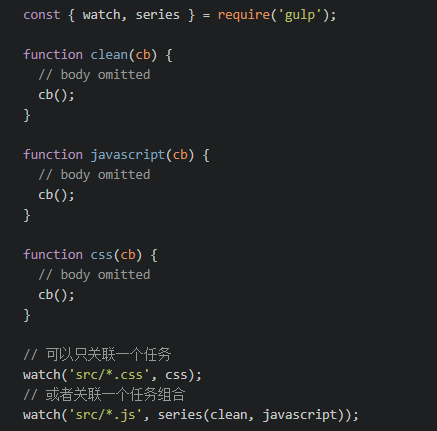 const { watch, series } = require('gulp');
function clean(cb) {
// body omitted
cb();
}
function javascript(cb) {
// body omitted
cb();
}
function css(cb) {
// body omitted
cb();
}
// 可以只关联一个任务
watch('src/*.css', css);
// 或者关联一个任务组合
watch('src/*.js', series(clean, javascript));